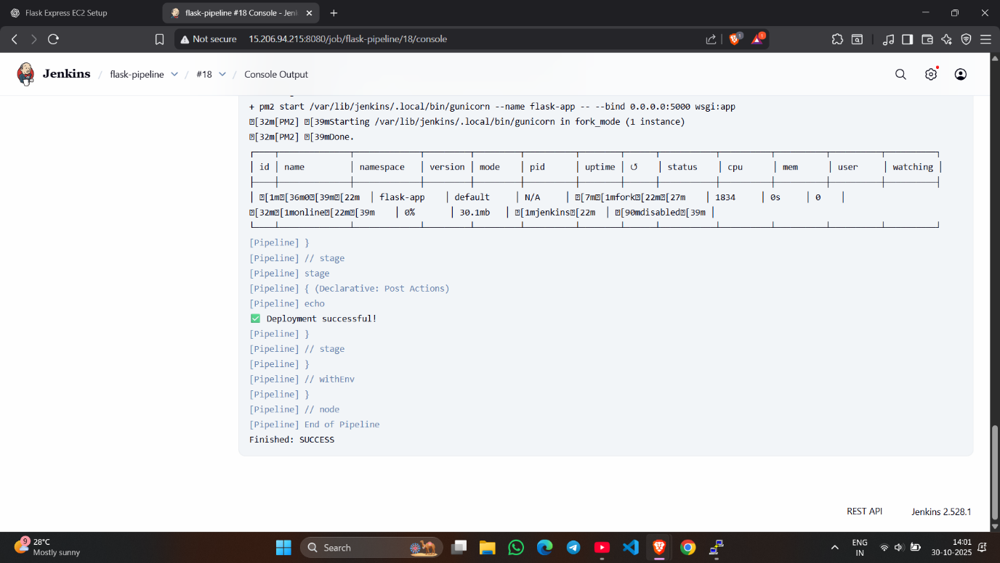 Flask Express EC2 Setup
flask-pipeline #18 Console - Jen
Not secure 15.206.94.215:8080/job/flask-pipeline/18/console
1
1
Jenkins / flask-pipeline / #18 / Console Output
+ pm2 start /var/lib/jenkins/.local/bin/gunicorn --name flask-app -- --bind 0.0.0.0:5000 wsgi:app
[32m[PM2] [39mStarting /var/lib/jenkins/.local/bin/gunicorn in fork_mode (1 instance)
[32m[PM2] [39mDone.
│ id │ name │ namespace │ version │ mode │ pid │ uptime │ ↺ │ status │ cpu │ mem │ user │ watching │
│ [1m[36m0[39m[22m │ flask-app │ default │ N/A │ [7m[1mfork[22m[27m │ 1834 │ 0s │ 0 │
[32m[1monline[22m[39m │ 0% │ 30.1mb │ [1mjenkins[22m │ [90mdisabled[39m │
[Pipeline] }
[Pipeline] // stage
[Pipeline] stage
[Pipeline] { (Declarative: Post Actions)
[Pipeline] echo
✅ Deployment successful!
[Pipeline] }
[Pipeline] // stage
[Pipeline] }
[Pipeline] // withEnv
[Pipeline] }
[Pipeline] // node
[Pipeline] End of Pipeline
Finished: SUCCESS
REST API Jenkins 2.528.1
9
28°C
Mostly sunny
Search
ENG
IN
14:01
30-10-2025